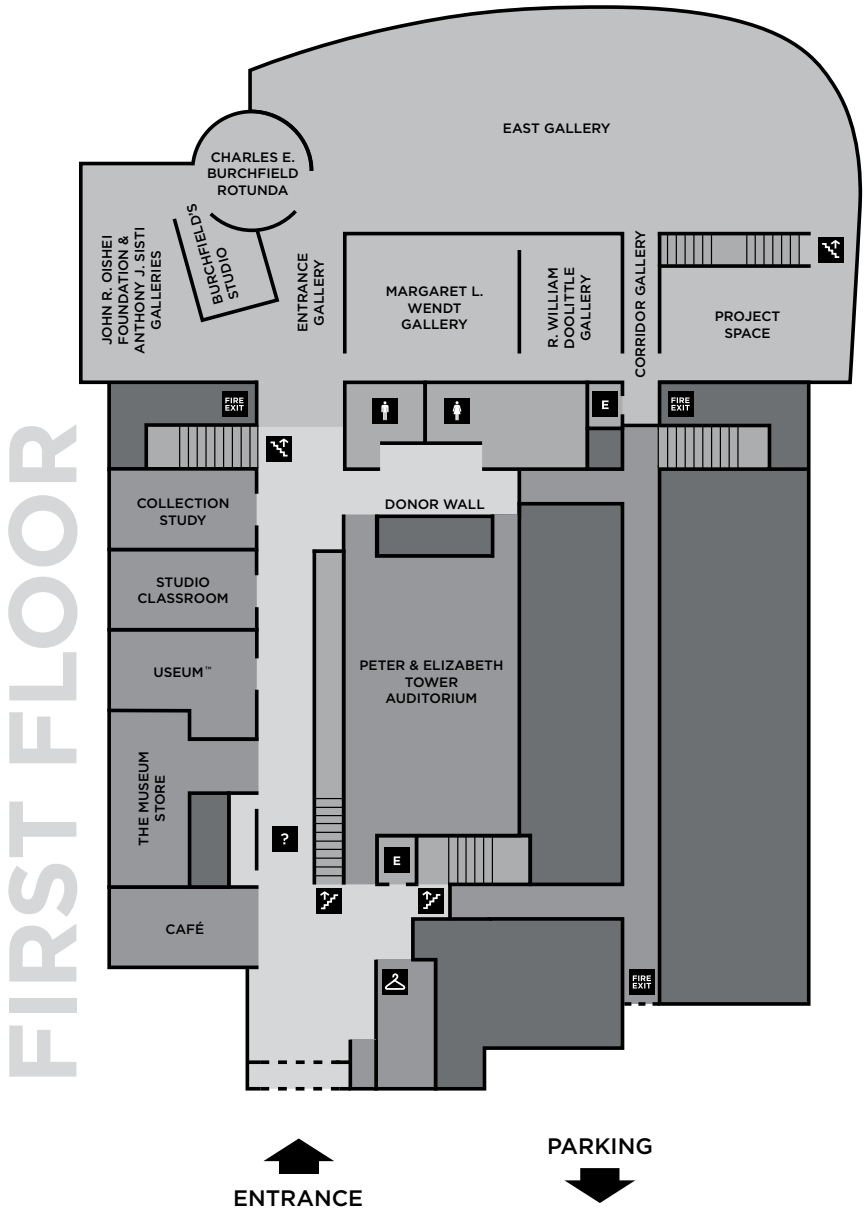 EAST GALLERY
CHARLES E.
BURCHFIELD
ROTUNDA
BURCHFIELD'S
STUDIO
JOHN R. OISHEI
FOUNDATION &
ANTHONY J. SISTI
GALLERIES
ENTRANCE
GALLERY
MARGARET L.
WENDT
GALLERY
R. WILLIAM
DOOLITTLE
GALLERY
CORRIDOR GALLERY
PROJECT
SPACE
FIRE
EXIT
E
FIRE
EXIT
COLLECTION
STUDY
DONOR WALL
STUDIO
CLASSROOM
USEUM™
PETER & ELIZABETH
TOWER
AUDITORIUM
THE MUSEUM
STORE
?
E
CAFÉ
FIRE
EXIT
FIRST FLOOR
ENTRANCE
PARKING